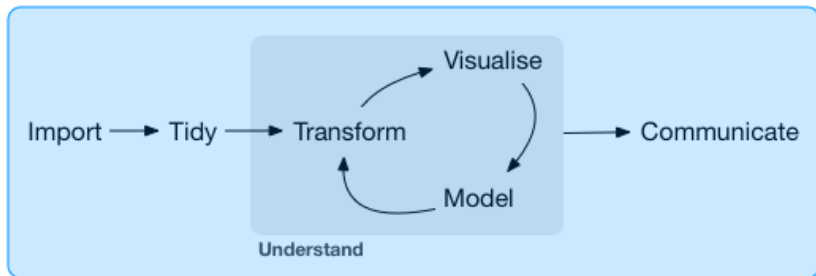 Visualise
Import
Tidy
Transform
Communicate
Model
Understand